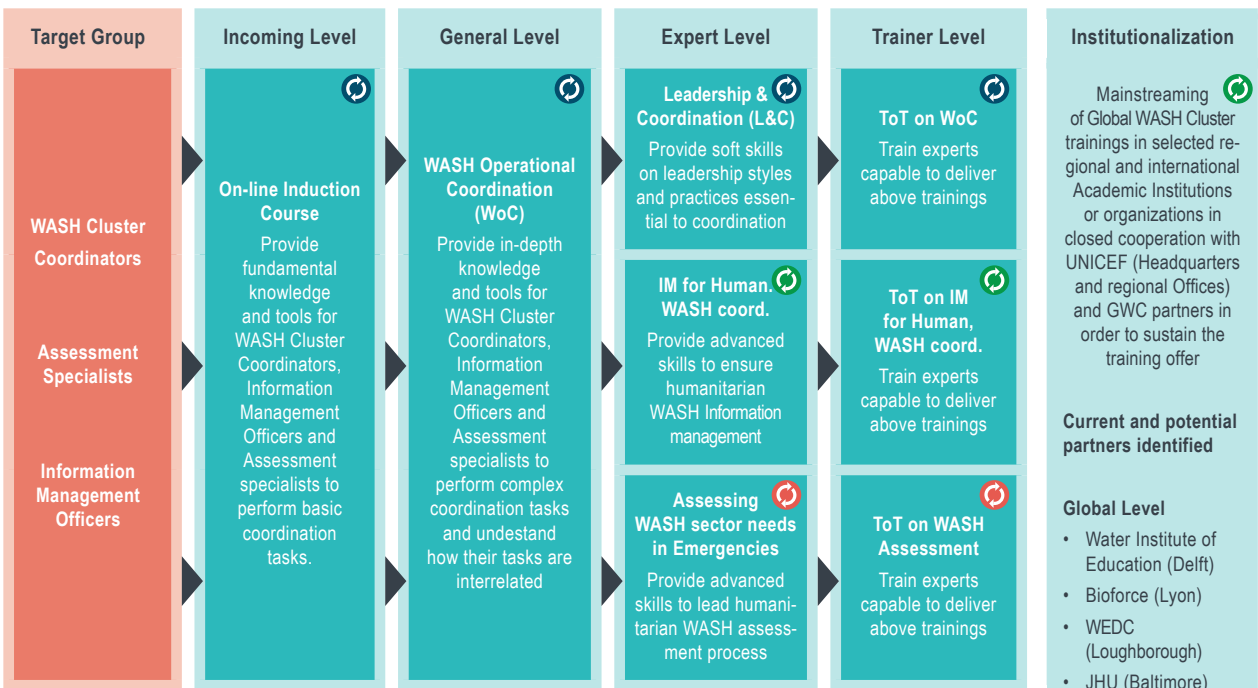 Target Group
WASH Cluster
Coordinators
Assessment
Specialists
Information
Management
Officers
Incoming Level
On-line Induction
Course
Provide
fundamental
knowledge
and tools for
WASH Cluster
Coordinators,
Information
Management
Officers and
Assessment
specialists to
perform basic
coordination
tasks.
General Level
WASH Operational
Coordination
(WoC)
Provide in-depth
knowledge
and tools for
WASH Cluster
Coordinators,
Information
Management
Officers and
Assessment
specialists to
perform complex
coordination tasks
and undestand
how their tasks are
interrelated
Expert Level
Leadership &
Coordination (L&C)
Provide soft skills
on leadership styles
and practices essen-
tial to coordination
IM for Human.
WASH coord.
Provide advanced
skills to ensure
humanitarian
WASH Information
management
Assessing
WASH sector needs
in Emergencies
Provide advanced
skills to lead humani-
tarian WASH assess-
ment process
Trainer Level
ToT on WoC
Train experts
capable to deliver
above trainings
ToT on IM
for Human,
WASH coord.
Train experts
capable to deliver
above trainings
ToT on WASH
Assessment
Train experts
capable to deliver
above trainings
Institutionalization
Mainstreaming
of Global WASH Cluster
trainings in selected re-
gional and international
Academic Institutions
or organizations in
closed cooperation with
UNICEF (Headquarters
and regional Offices)
and GWC partners in
order to sustain the
training offer
Current and potential
partners identified
Global Level
• Water Institute of
Education (Delft)
• Bioforce (Lyon)
• WEDC
(Loughborough)
• JHU (Baltimore)